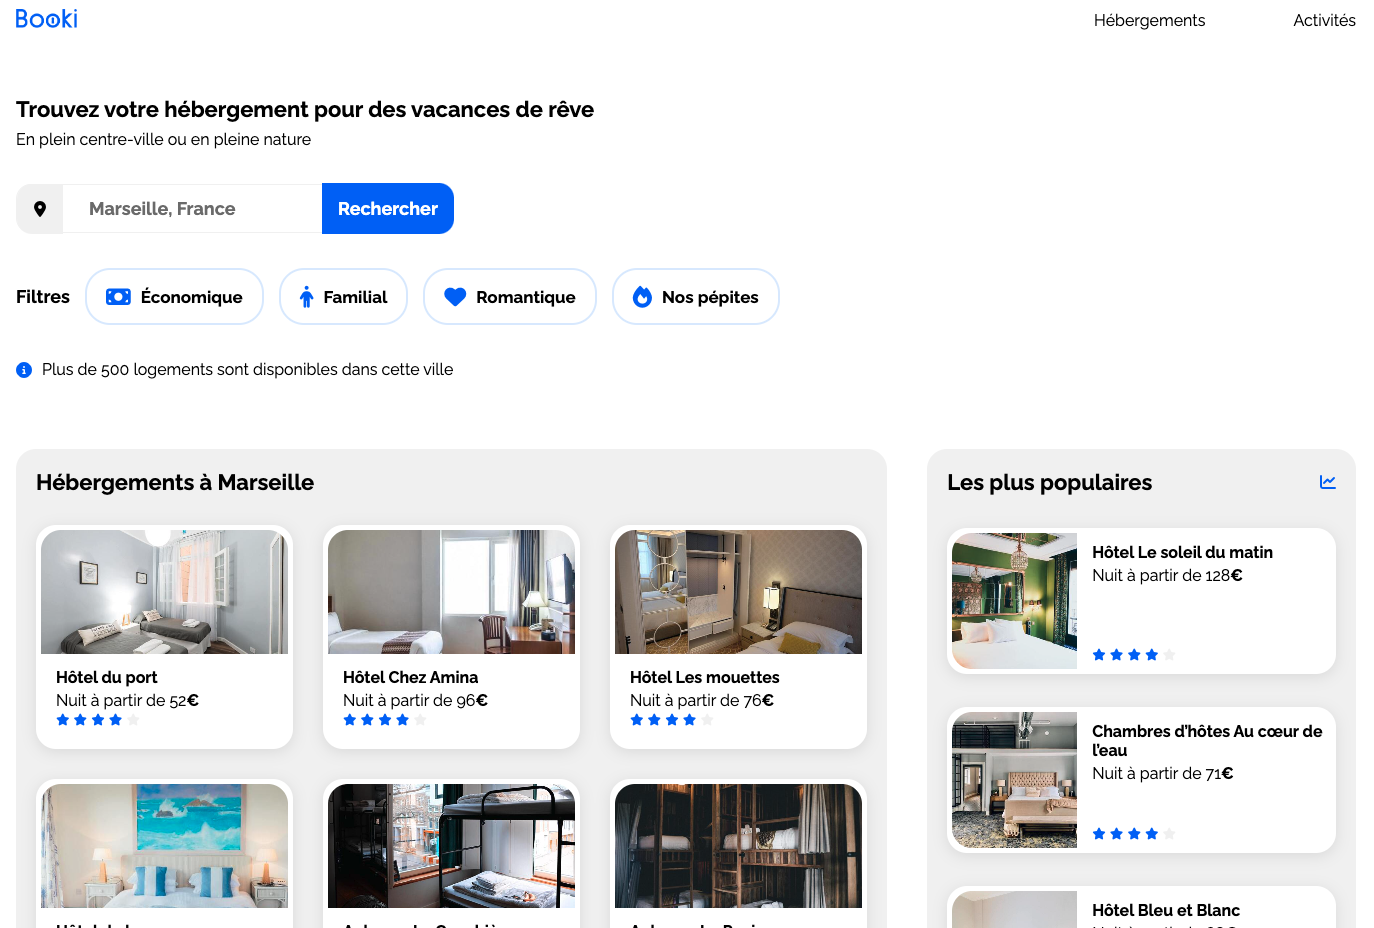 Booki
Hébergements
Activités
Trouvez votre hébergement pour des vacances de rêve
En plein centre-ville ou en pleine nature
Marseille, France
Rechercher
Filtres
Économique
Familial
Romantique
Nos pépites
Plus de 500 logements sont disponibles dans cette ville
Hébergements à Marseille
Hôtel du port
Nuit à partir de 52€
Hôtel Chez Amina
Nuit à partir de 96€
Hôtel Les mouettes
Nuit à partir de 76€
Les plus populaires
Hôtel Le soleil du matin
Nuit à partir de 128€
Chambres d’hôtes Au cœur de
l’eau
Nuit à partir de 71€
Hôtel Bleu et Blanc